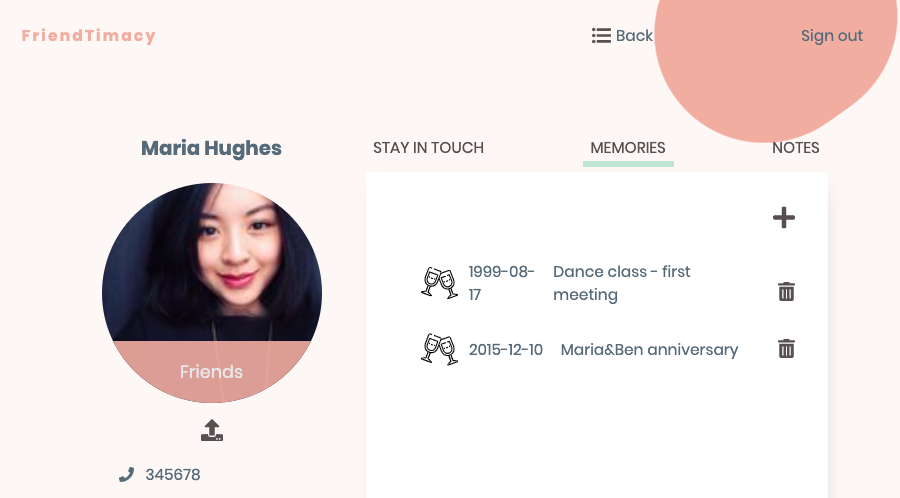 FriendTimacy
Back
Sign out
Maria Hughes
Friends
345678
STAY IN TOUCH
MEMORIES
NOTES
1999-08-
17
Dance class - first
meeting
2015-12-10
Maria&Ben anniversary